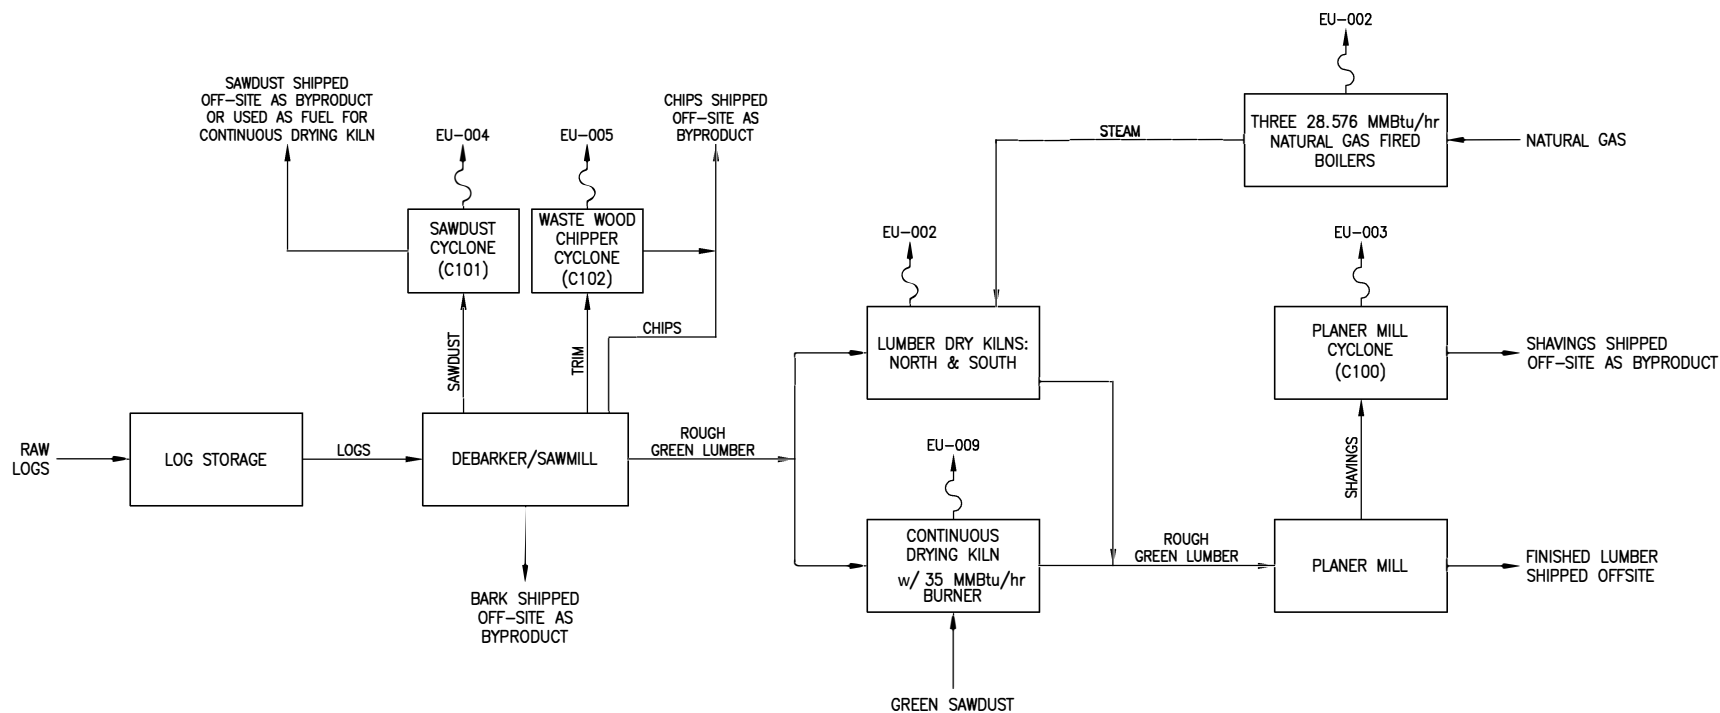 EU-002
SAWDUST SHIPPED
OFF-SITE AS BYPRODUCT
OR USED AS FUEL FOR
CONTINUOUS DRYING KILN
EU-004
EU-005
CHIPS SHIPPED
OFF-SITE AS
BYPRODUCT
STEAM
THREE 28.576 MMBtu/hr
NATURAL GAS FIRED
BOILERS
NATURAL GAS
SAWDUST
CYCLONE
(C101)
WASTE WOOD
CHIPPER
CYCLONE
(C102)
EU-002
EU-003
SAWDUST
TRIM
CHIPS
LUMBER DRY KILNS:
NORTH & SOUTH
PLANER MILL
CYCLONE
(C100)
SHAVINGS SHIPPED
OFF-SITE AS BYPRODUCT
RAW
LOGS
LOG STORAGE
LOGS
DEBARKER/SAWMILL
ROUGH
GREEN LUMBER
EU-009
SHAVINGS
CONTINUOUS
DRYING KILN
w/ 35 MMBtu/hr
BURNER
ROUGH
GREEN LUMBER
PLANER MILL
FINISHED LUMBER
SHIPPED OFFSITE
BARK SHIPPED
OFF-SITE AS
BYPRODUCT
GREEN SAWDUST